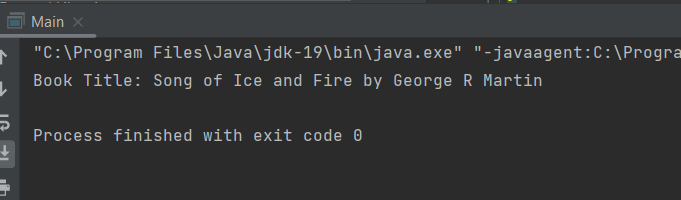 Main
"C:\Program Files\Java\jdk-19\bin\java.exe" "-javaagent:C:\Progra
Book Title: Song of Ice and Fire by George R Martin
Process finished with exit code 0